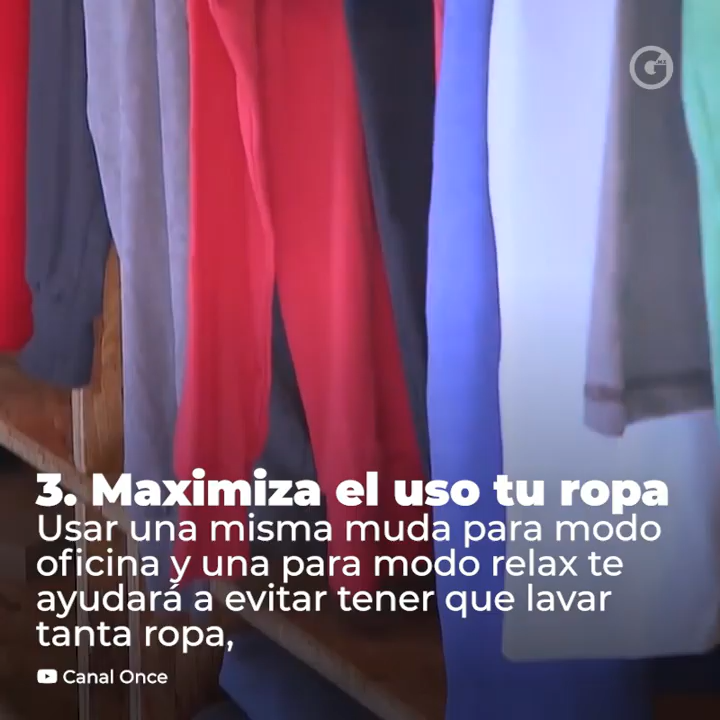 G
3. Maximiza el uso tu ropa
Usar una misma muda para modo
oficina y una para modo relax te
ayudará a evitar tener que lavar
tanta ropa,
Canal Once